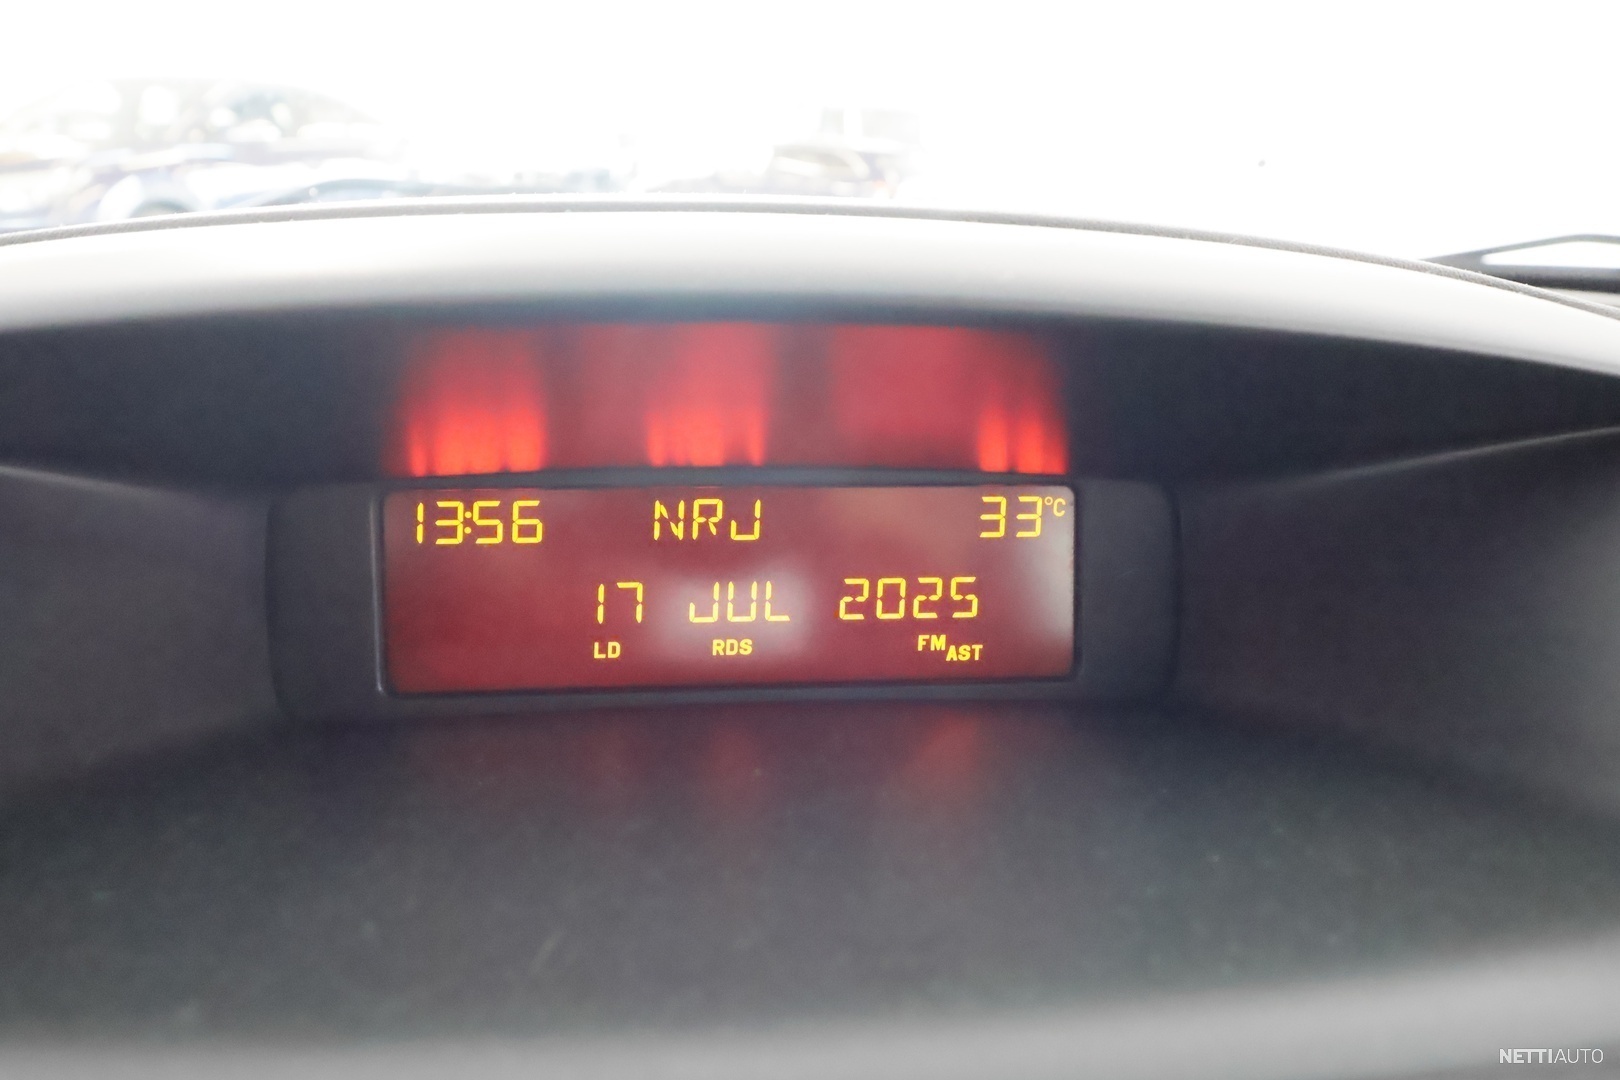 13:56 NRJ 33°C
17 JUL 2025
LD RDS FM AST
NETTIAUTO